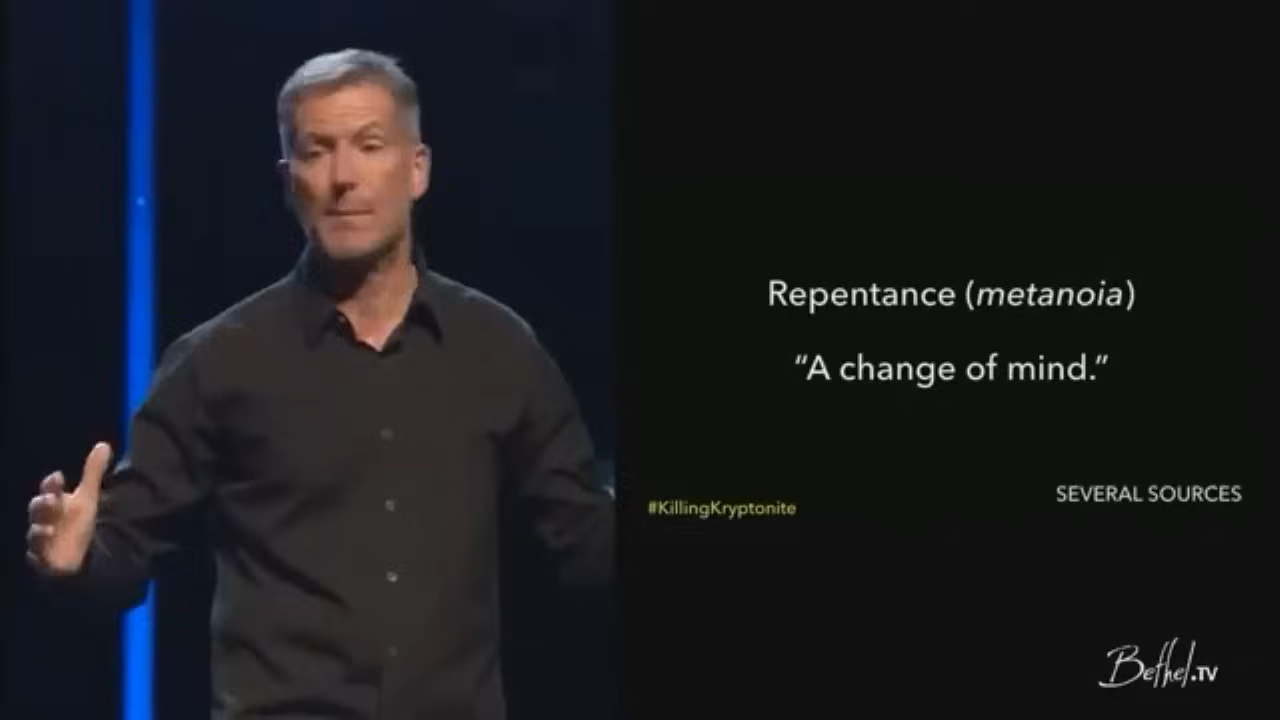 Repentance (metanoia)
“A change of mind.”
SEVERAL SOURCES
#KillingKryptonite
Bethel.TV